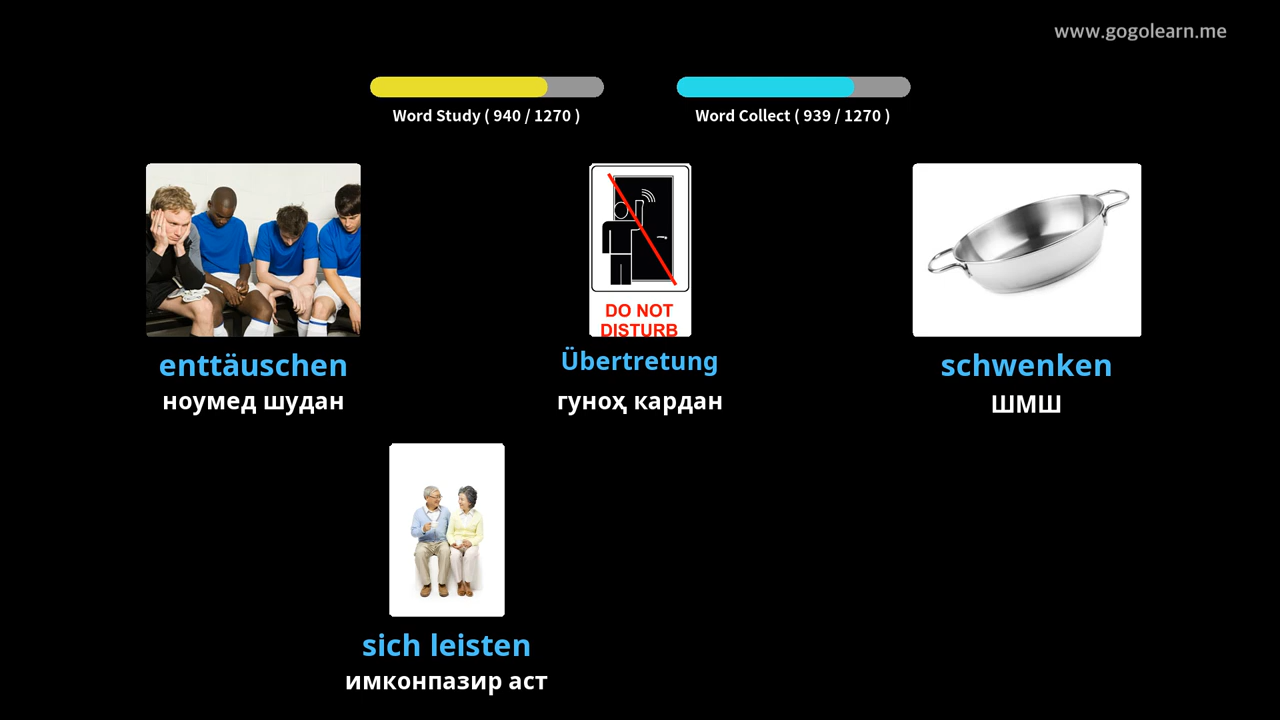 www.gogolearn.me
Word Study ( 940 / 1270 )
Word Collect ( 939 / 1270 )
DO NOT
DISTURB
enttäuschen
Übertretung
schwenken
ноумед шудан
гуноҳ кардан
ШМШ
sich leisten
имконпазир аст